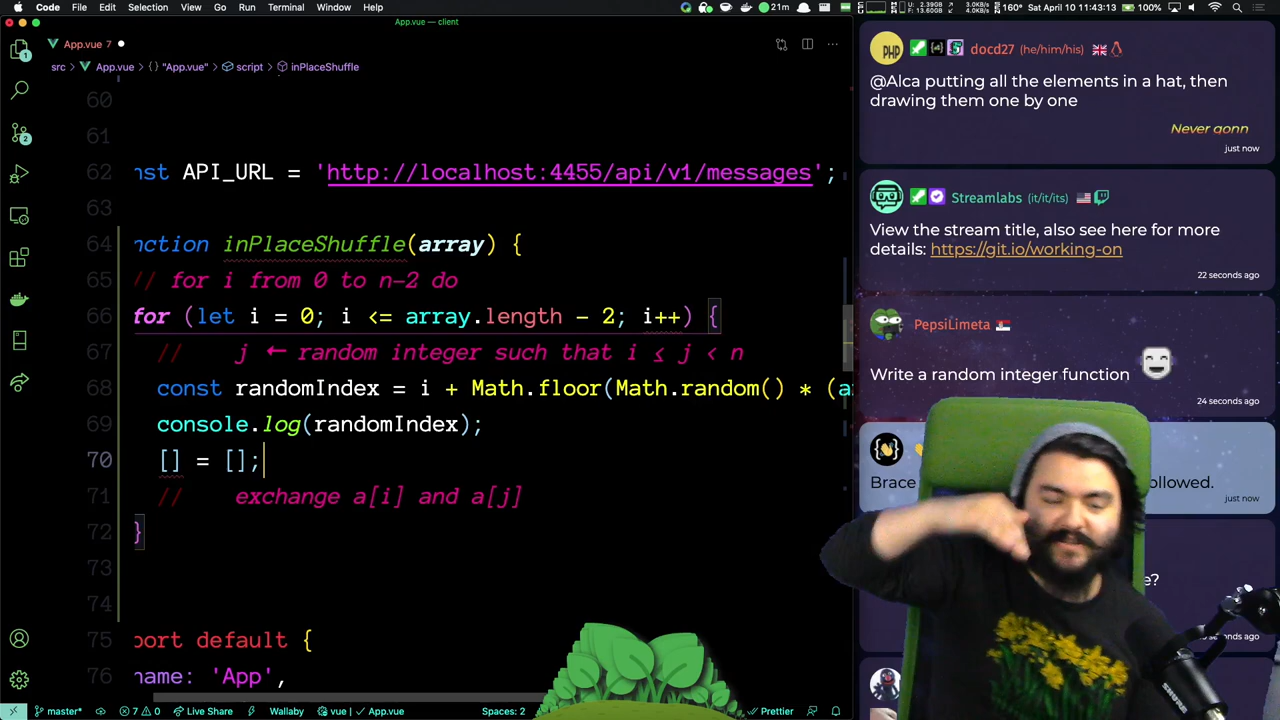 Code File Edit Selection View Go Run Terminal Window Help
21m
160° Sat April 10 11:43:13
100%
App.vue — client
App.vue 7
src > App.vue > {} "App.vue" > script > inPlaceShuffle
60
61
62 nst API_URL = 'http://localhost:4455/api/v1/messages';
63
64 nction inPlaceShuffle(array) {
65 // for i from 0 to n-2 do
66 for (let i = 0; i <= array.length - 2; i++) {
67 // j ← random integer such that i ≤ j < n
68 const randomIndex = i + Math.floor(Math.random() * (a
69 console.log(randomIndex);
70 [] = [];
71 // exchange a[i] and a[j]
72 }
73
74
75 port default {
76 name: 'App',
master* 7 0 Live Share Wallaby vue | App.vue Spaces: 2 Prettier
PHP docd27 (he/him/his)
@Alca putting all the elements in a hat, then
drawing them one by one
Never gonn
just now
Streamlabs (it/it/its)
View the stream title, also see here for more
details: https://git.io/working-on
22 seconds ago
PepsiLimeta
Write a random integer function
24 seconds ago
Brace
ollowed.
just now
SHURE